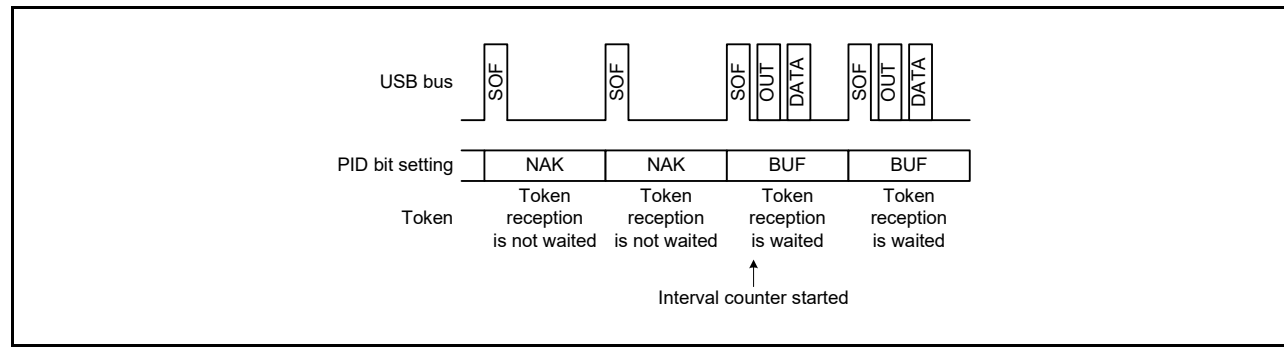 USB bus
SOF
SOF
SOF
OUT
DATA
SOF
OUT
DATA
PID bit setting
NAK
NAK
BUF
BUF
Token
Token
reception
is not waited
Token
reception
is not waited
Token
reception
is waited
Token
reception
is waited
Interval counter started